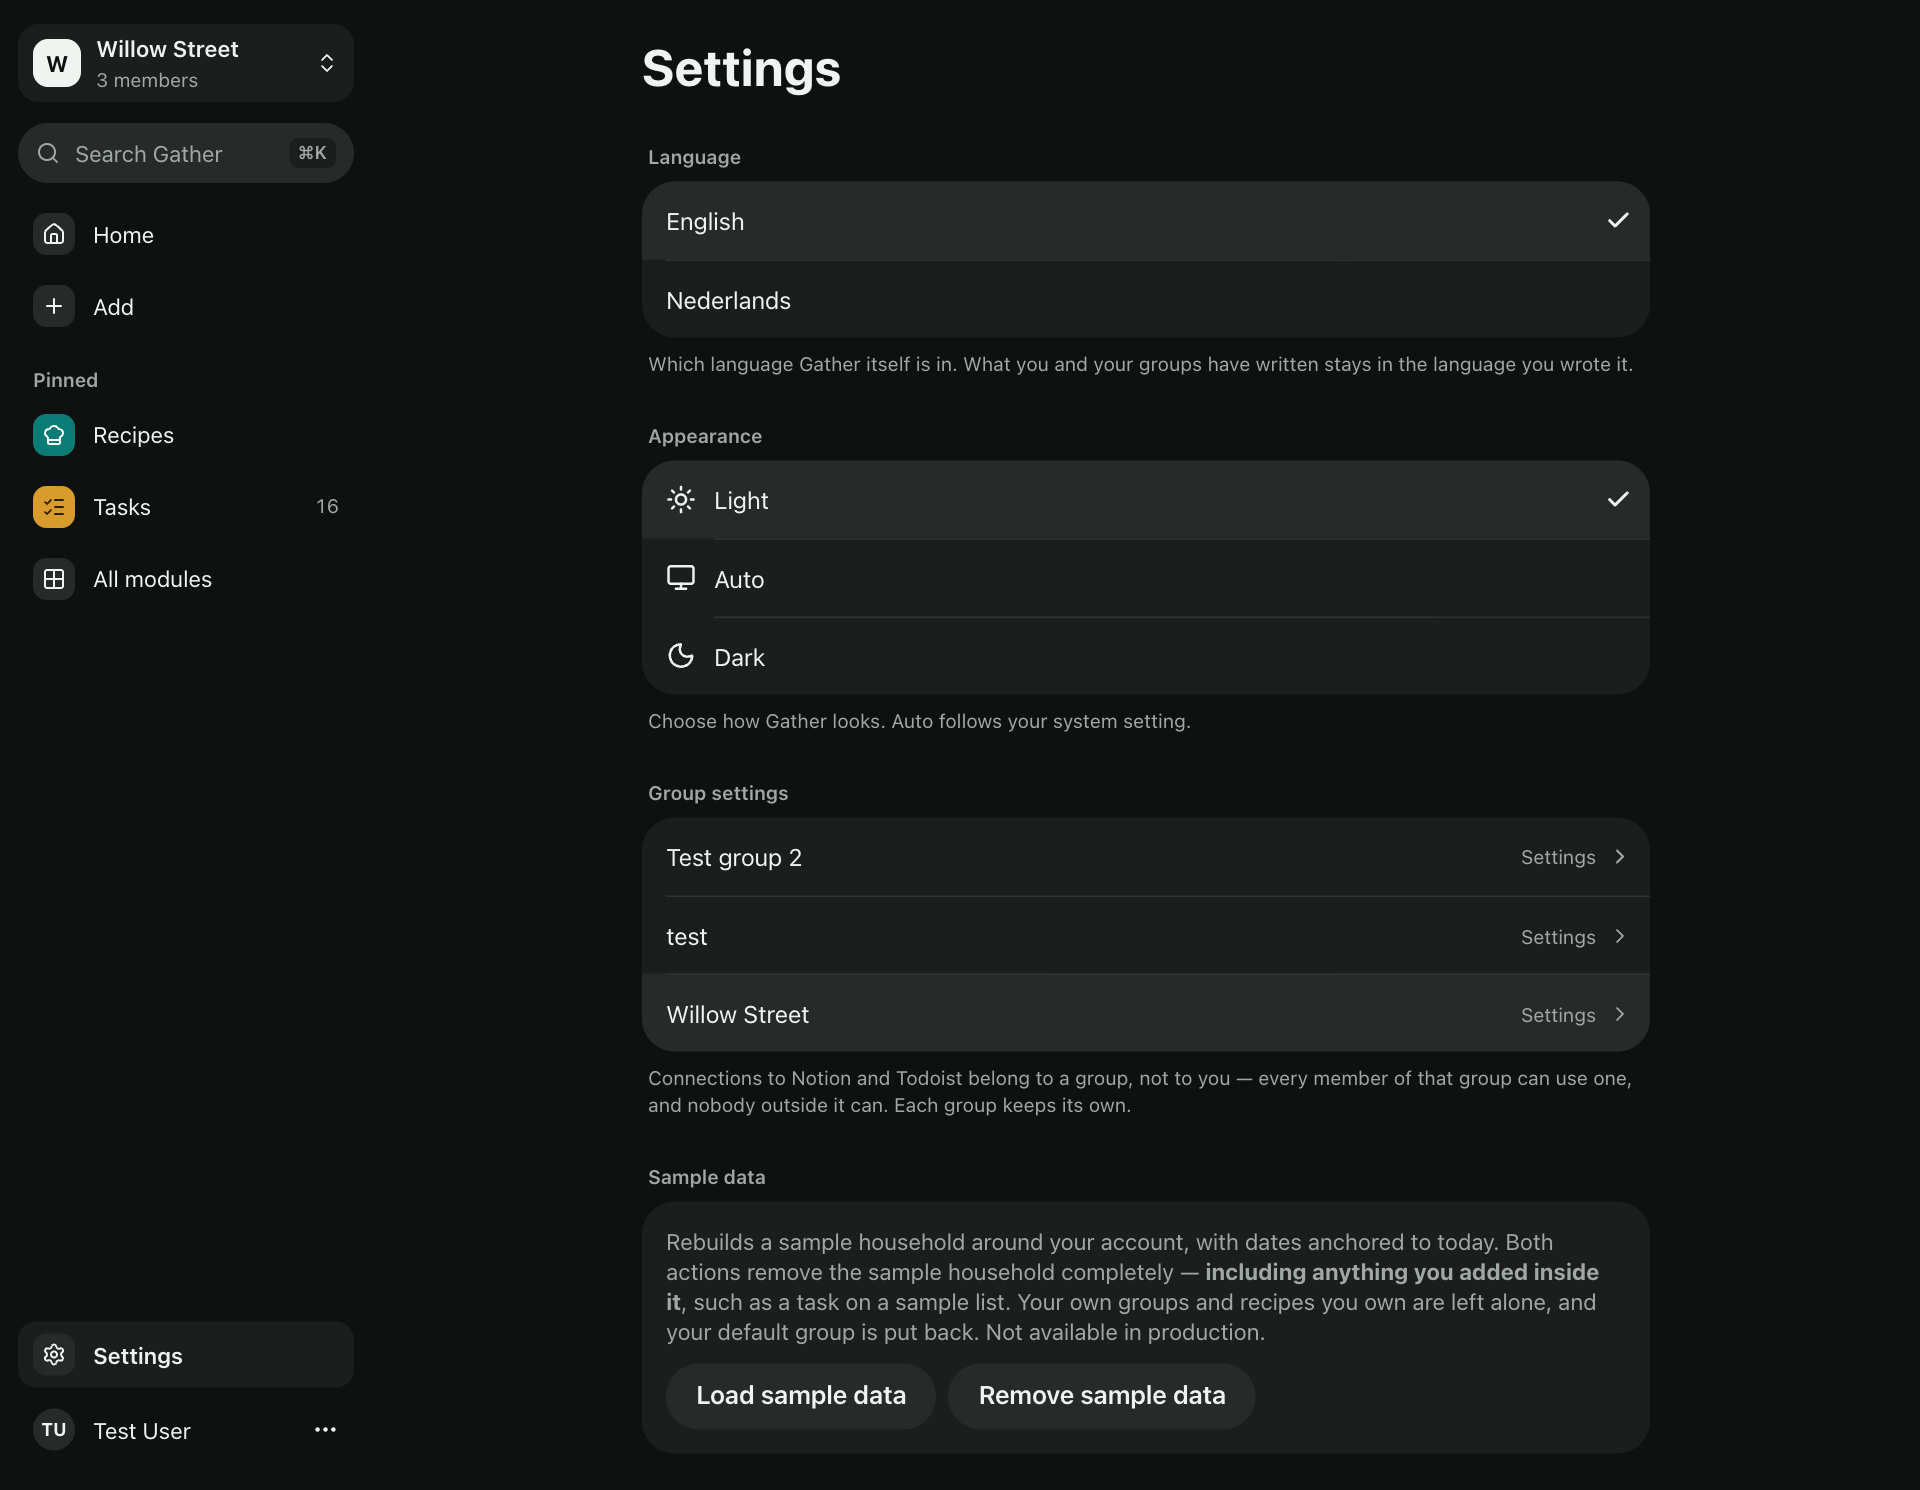 W
Willow Street
3 members
Search Gather
⌘K
Home
Add
Pinned
Recipes
Tasks
16
All modules
Settings
TU
Test User
Settings
Language
English
Nederlands
Which language Gather itself is in. What you and your groups have written stays in the language you wrote it.
Appearance
Light
Auto
Dark
Choose how Gather looks. Auto follows your system setting.
Group settings
Test group 2
Settings
test
Settings
Willow Street
Settings
Connections to Notion and Todoist belong to a group, not to you — every member of that group can use one,
and nobody outside it can. Each group keeps its own.
Sample data
Rebuilds a sample household around your account, with dates anchored to today. Both
actions remove the sample household completely — including anything you added inside
it, such as a task on a sample list. Your own groups and recipes you own are left alone, and
your default group is put back. Not available in production.
Load sample data
Remove sample data